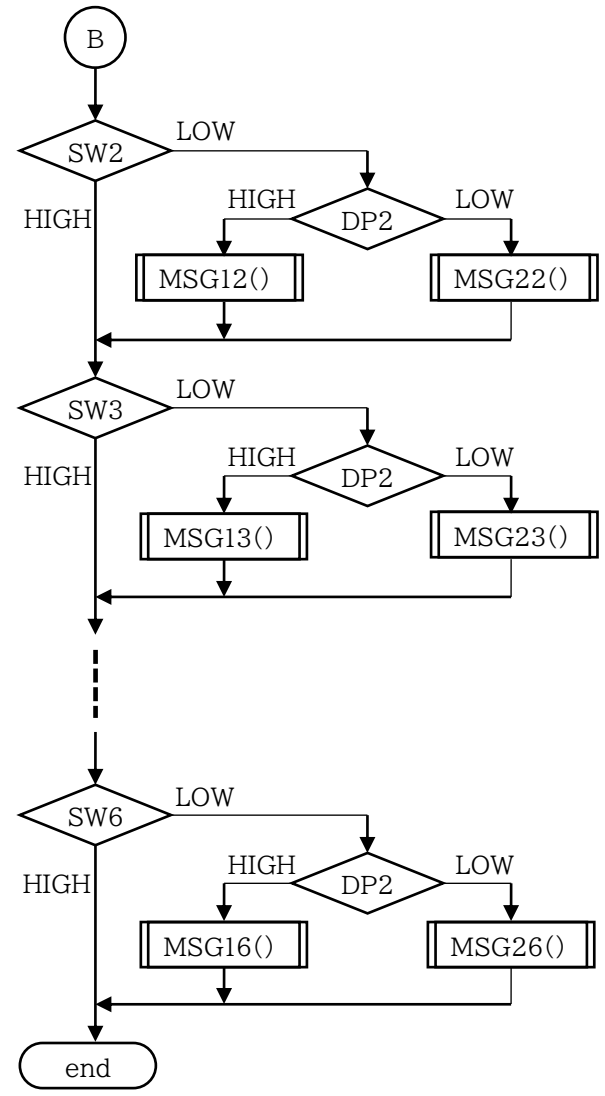 B
SW2
LOW
HIGH
DP2
HIGH
LOW
MSG12()
MSG22()
SW3
LOW
HIGH
DP2
HIGH
LOW
MSG13()
MSG23()
SW6
LOW
HIGH
DP2
HIGH
LOW
MSG16()
MSG26()
end